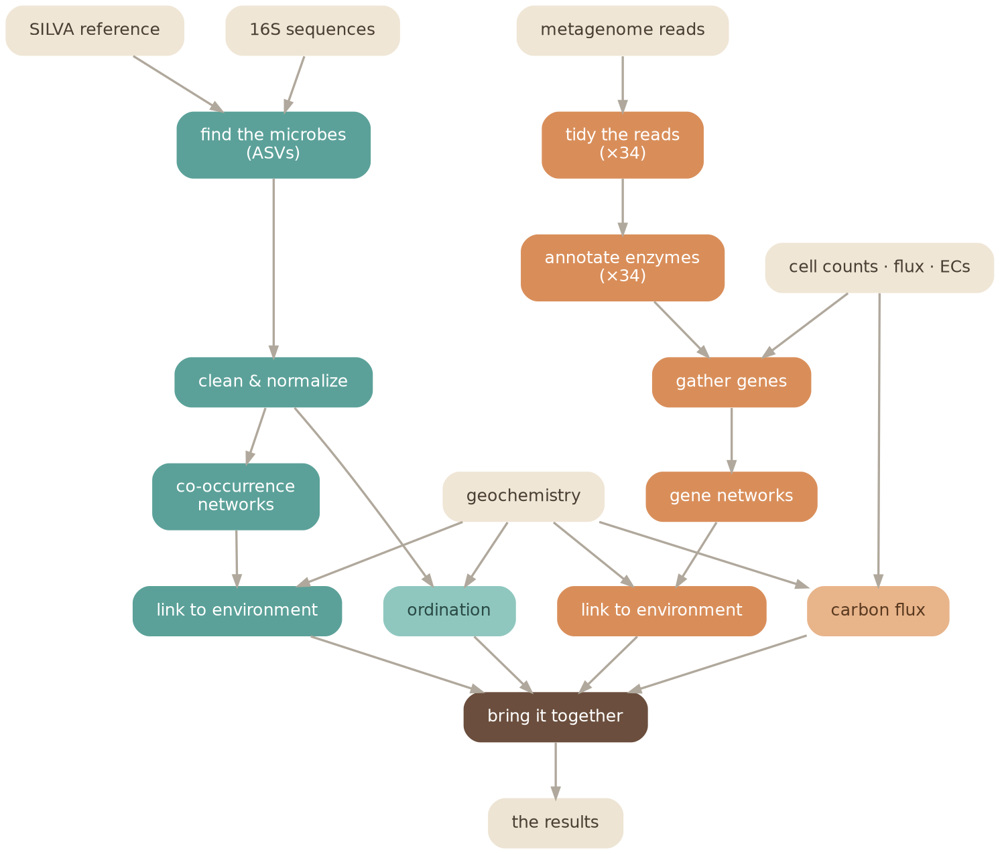 SILVA reference
16S sequences
metagenome reads
find the microbes
(ASVs)
tidy the reads
(×34)
annotate enzymes
(×34)
cell counts · flux · ECs
clean & normalize
gather genes
co-occurrence
networks
geochemistry
gene networks
link to environment
ordination
link to environment
carbon flux
bring it together
the results